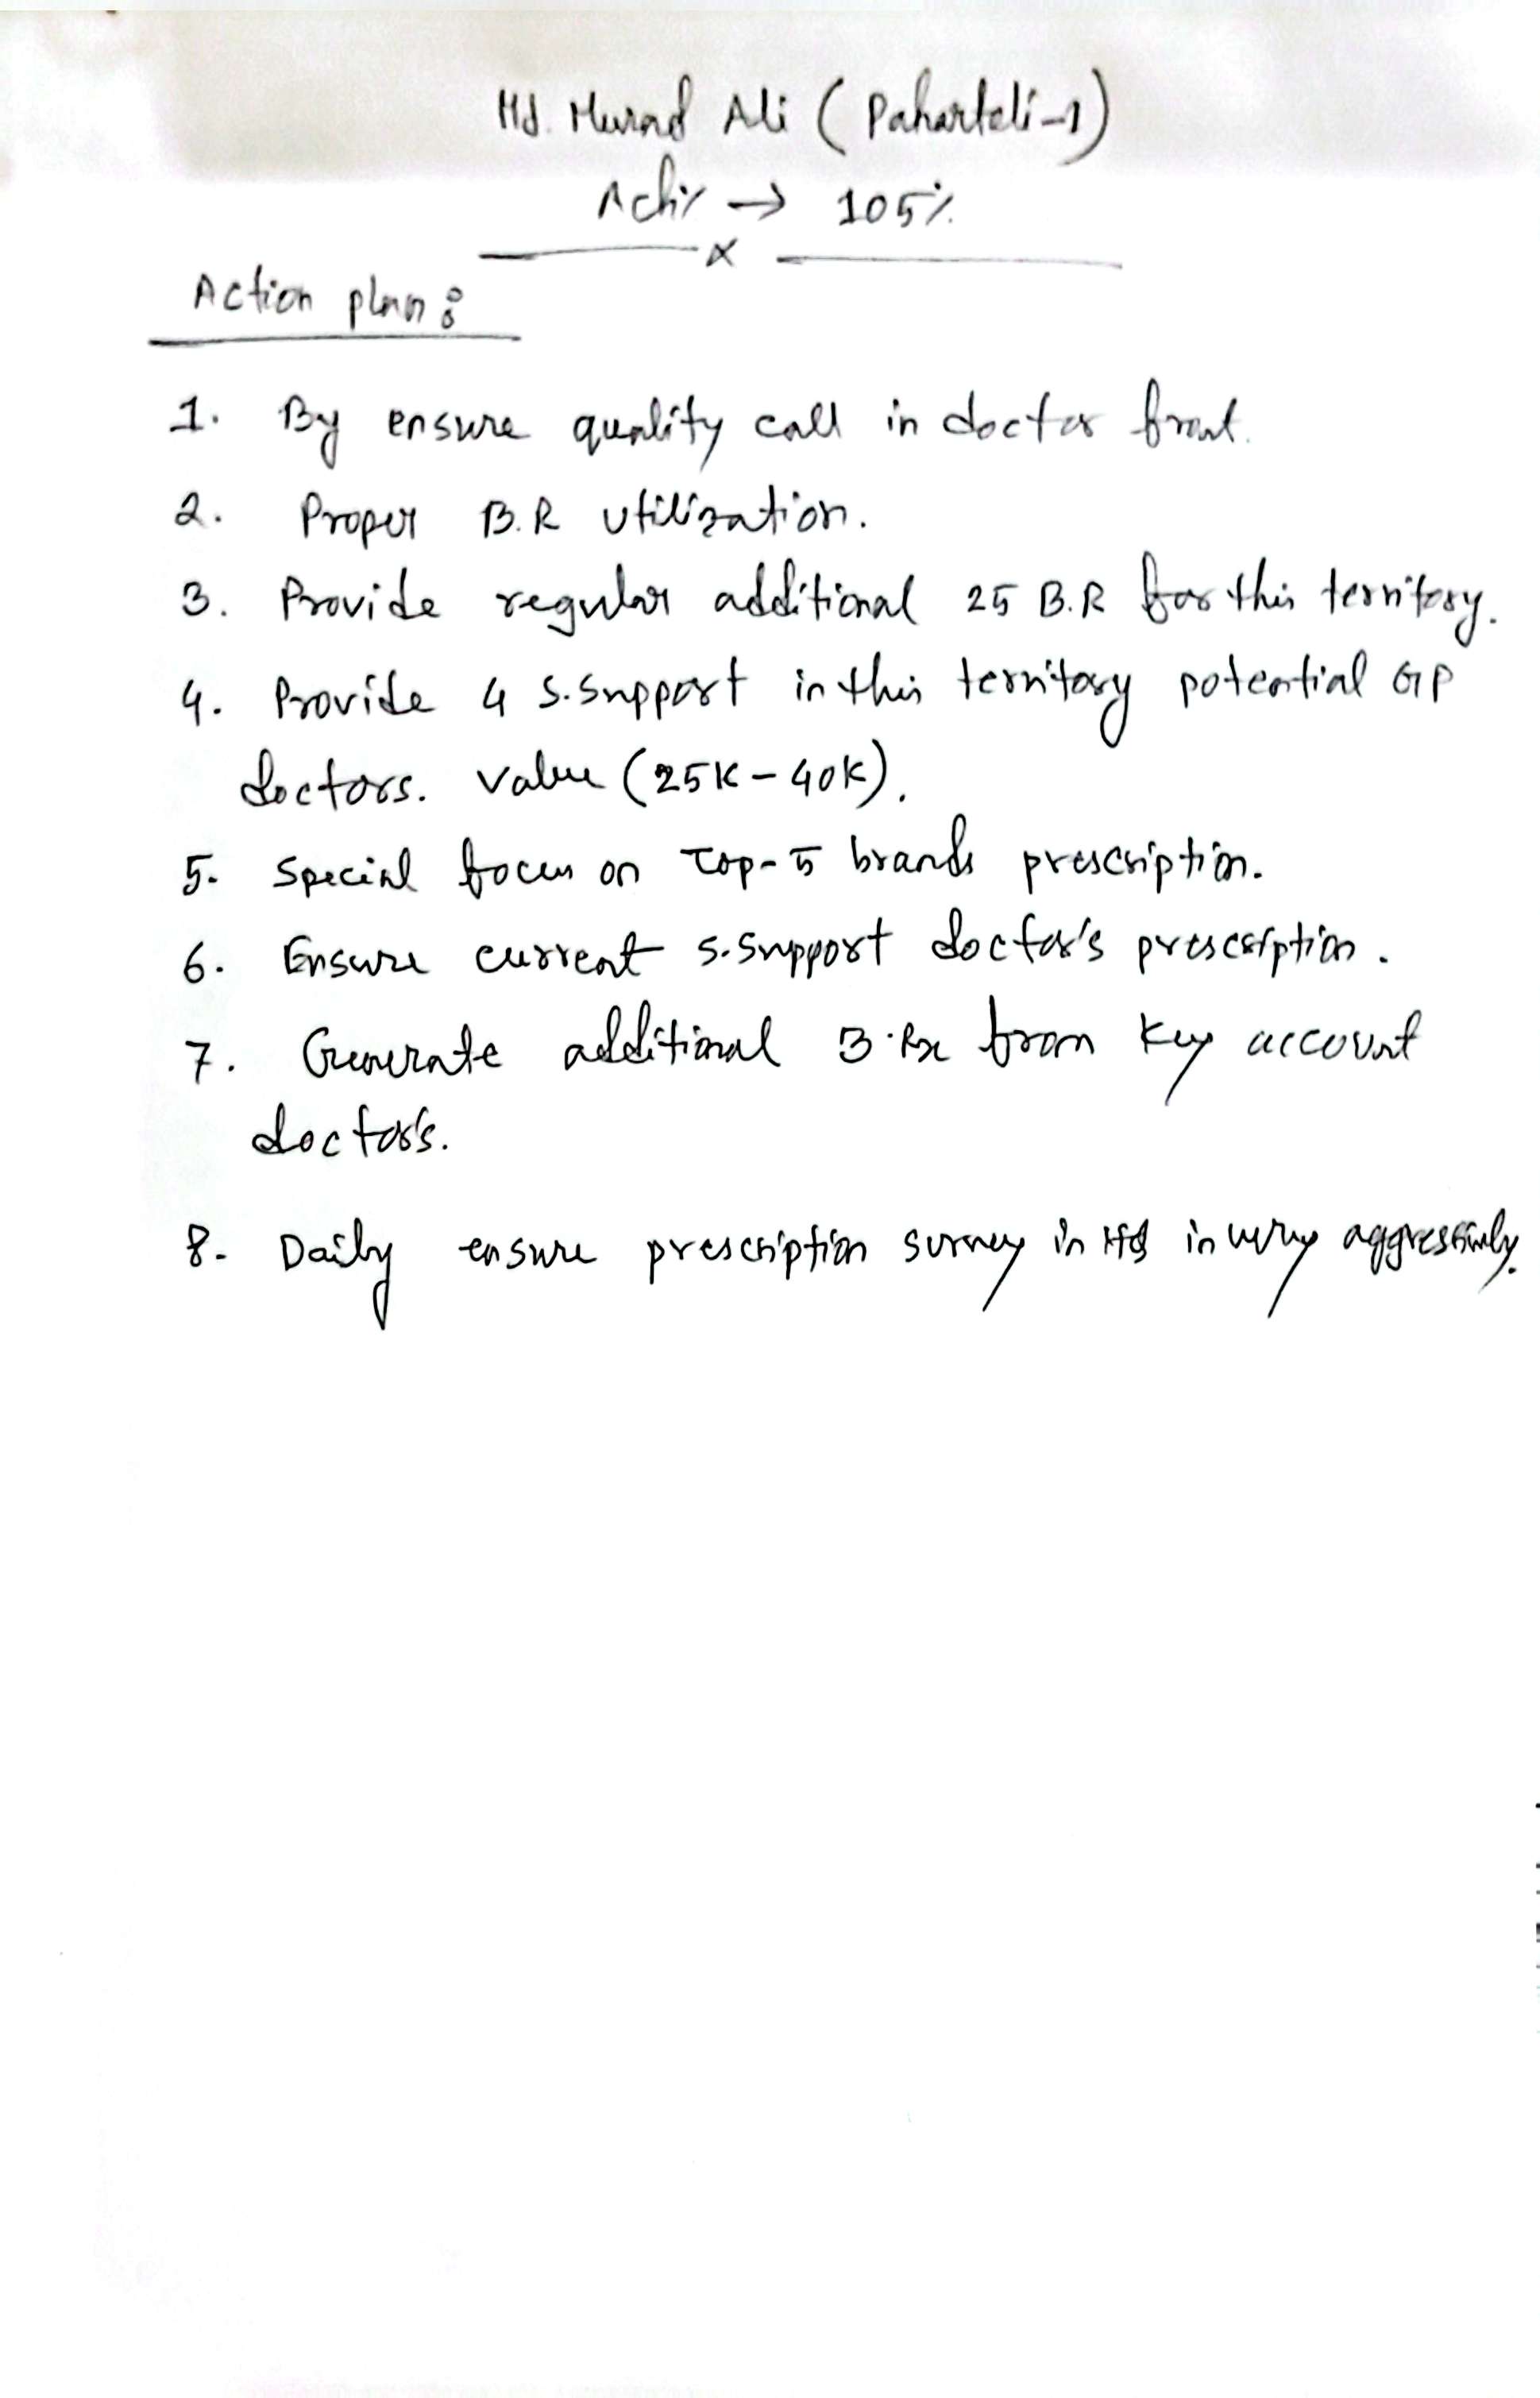 Md. Murad Ali (Pahartali-1)
Ach% → 105%
Action plan:
1. By ensure quality call in doctor front.
2. Proper B.R utilization.
3. Provide regular additional 25 B.R for this territory.
4. Provide 4 S.Support in this territory potential GP
doctors. value (25K-40K).
5. Special focus on Top-5 brands prescription.
6. Ensure current S.Support doctor's prescription.
7. Generate additional 3 Rx from key account
doctor's.
8. Daily ensure prescription survey in in very aggressively.